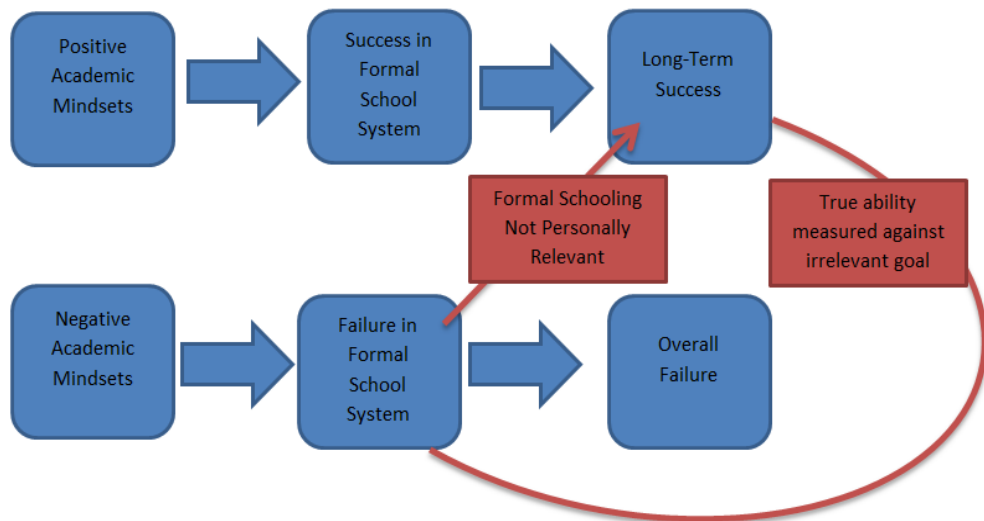 Positive
Academic
Mindsets
Success in
Formal
School
System
Long-Term
Success
Formal Schooling
Not Personally
Relevant
True ability
measured against
irrelevant goal
Negative
Academic
Mindsets
Failure in
Formal
School
System
Overall
Failure